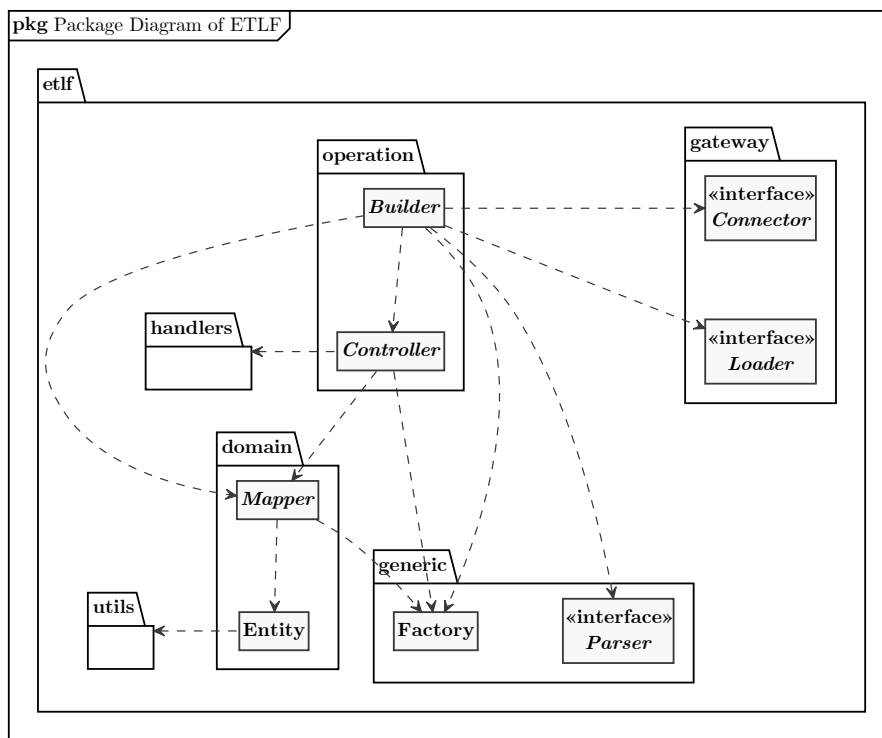 pkg Package Diagram of ETLF
etlf
operation
gateway
Builder
«interface»
Connector
handlers
Controller
«interface»
Loader
domain
Mapper
generic
utils
Entity
Factory
«interface»
Parser